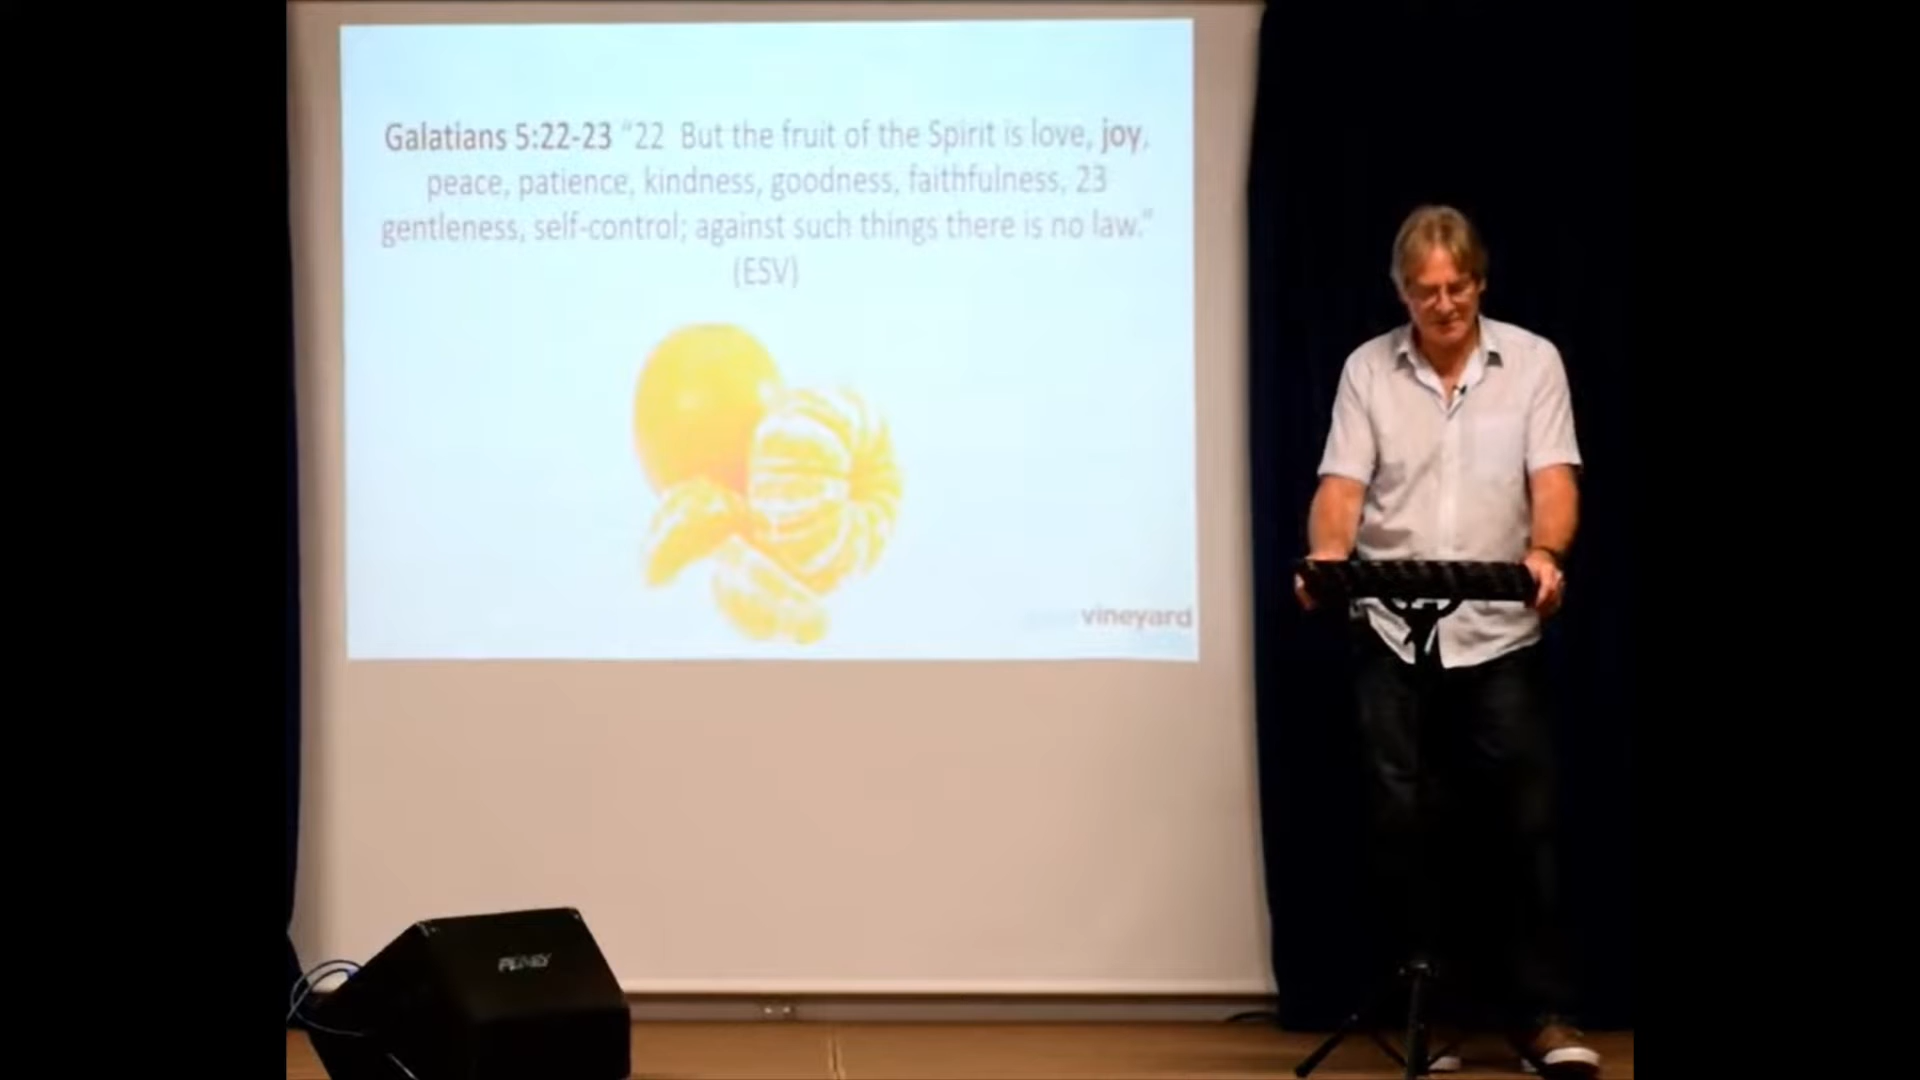 Galatians 5:22-23 “22 But the fruit of the Spirit is love, joy,
peace, patience, kindness, goodness, faithfulness, 23
gentleness, self-control; against such things there is no law.”
(ESV)
vineyard
PEAVEY